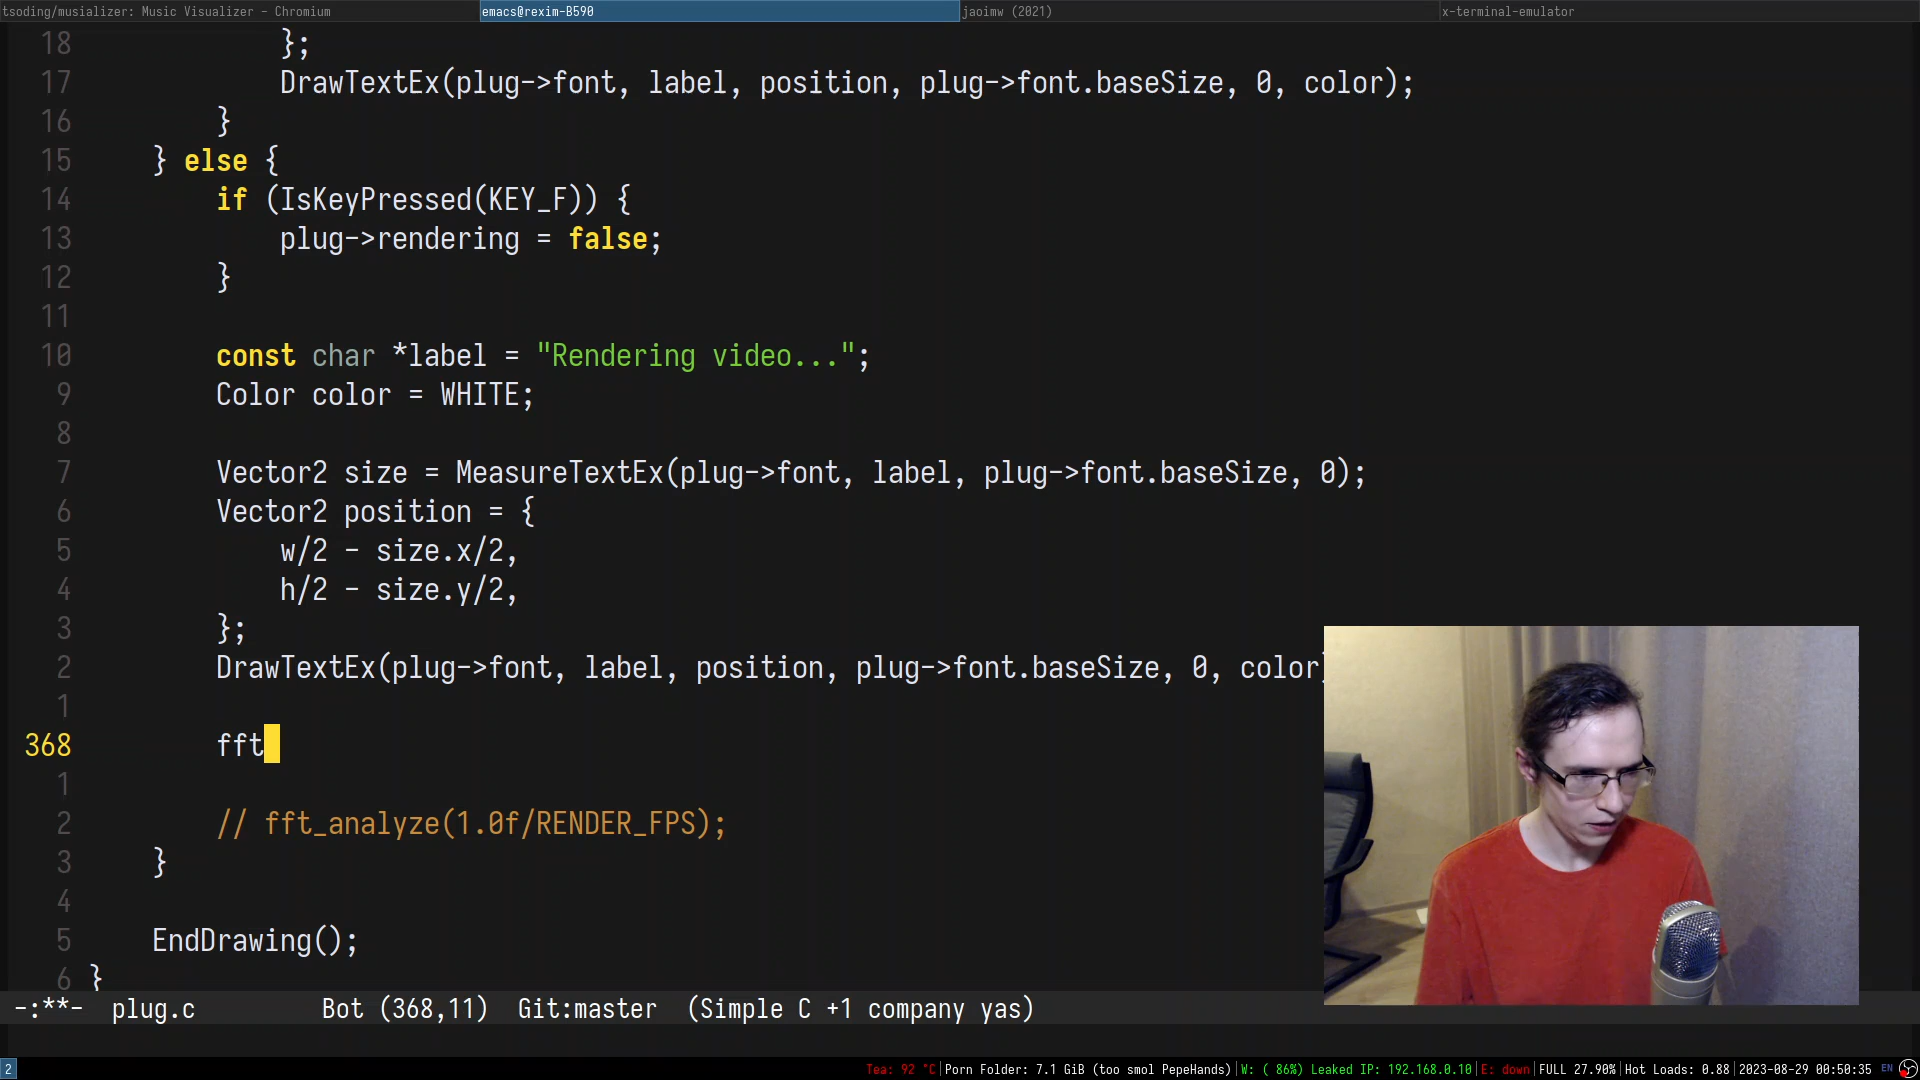 tsoding/musializer: Music Visualizer - Chromium emacs@rexim-B590 jaoimw (2021) x-terminal-emulator
18 };
17 DrawTextEx(plug->font, label, position, plug->font.baseSize, 0, color);
16 }
15 } else {
14 if (IsKeyPressed(KEY_F)) {
13 plug->rendering = false;
12 }
11
10 const char *label = "Rendering video...";
9 Color color = WHITE;
8
7 Vector2 size = MeasureTextEx(plug->font, label, plug->font.baseSize, 0);
6 Vector2 position = {
5 w/2 - size.x/2,
4 h/2 - size.y/2,
3 };
2 DrawTextEx(plug->font, label, position, plug->font.baseSize, 0, color)
1
368 fft
1
2 // fft_analyze(1.0f/RENDER_FPS);
3 }
4
5 EndDrawing();
6 }
-:**- plug.c Bot (368,11) Git:master (Simple C +1 company yas)
2 Tea: 92 °C|Porn Folder: 7.1 GiB (too smol PepeHands)|W: ( 86%) Leaked IP: 192.168.0.10|E: down|FULL 27.90%|Hot Loads: 0.88|2023-08-29 00:50:35 EN